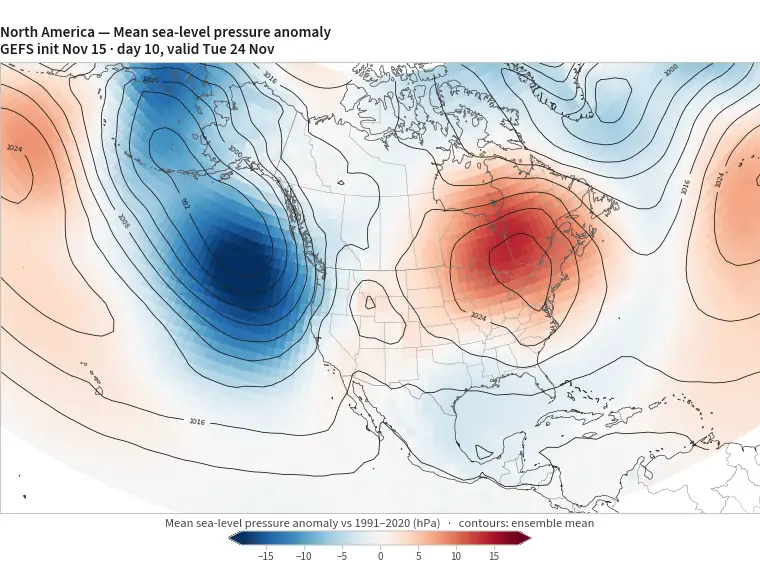 North America — Mean sea-level pressure anomaly
GEFS init Nov 15 · day 10, valid Tue 24 Nov
1000
1016
1000
1024
1000
1016
1024
992
1008
1024
1016
Mean sea-level pressure anomaly vs 1991–2020 (hPa) · contours: ensemble mean
−15 −10 −5 0 5 10 15